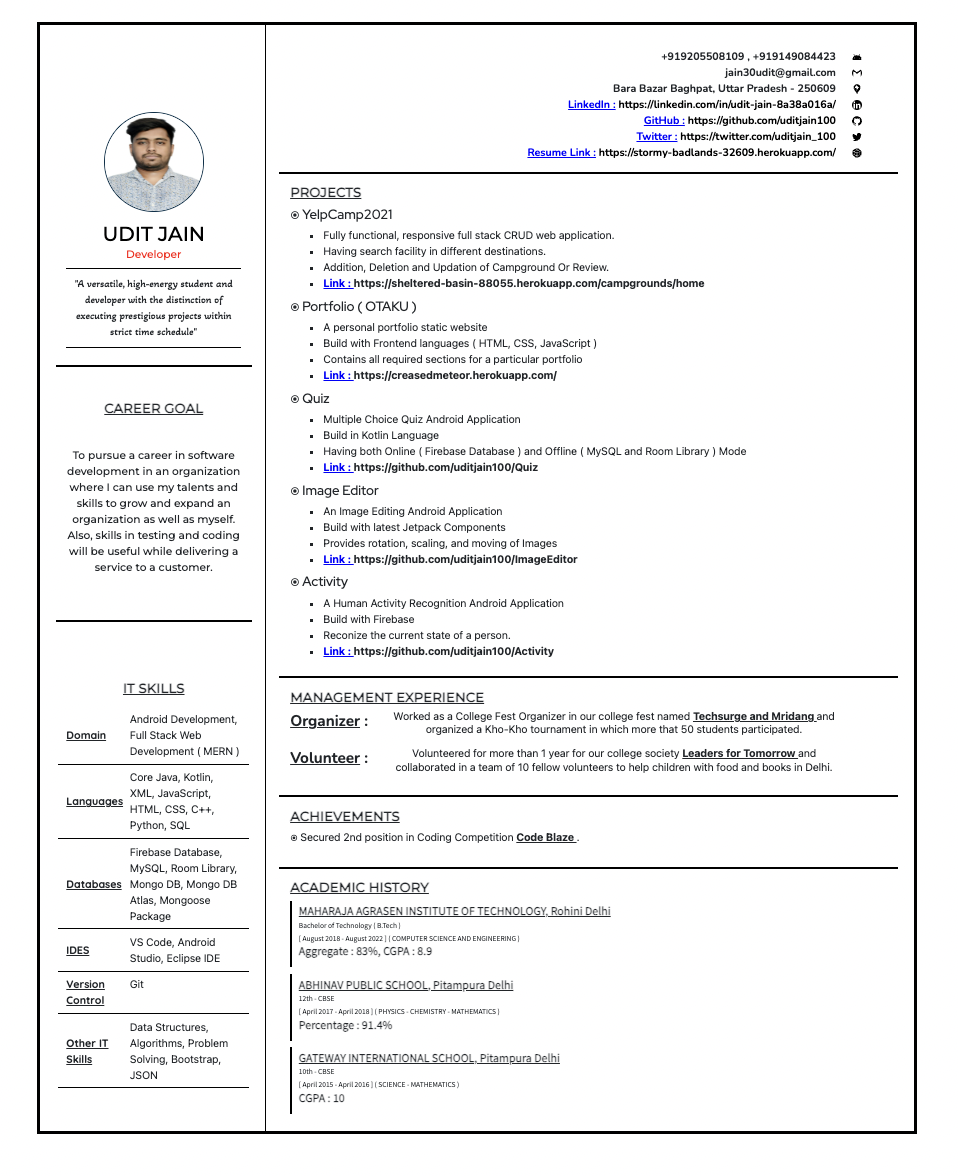 UDIT JAIN
Developer
"A versatile, high-energy student and
developer with the distinction of
executing prestigious projects within
strict time schedule"
CAREER GOAL
To pursue a career in software
development in an organization
where I can use my talents and
skills to grow and expand an
organization as well as myself.
Also, skills in testing and coding
will be useful while delivering a
service to a customer.
IT SKILLS
Domain
Android Development,
Full Stack Web
Development ( MERN )
Languages
Core Java, Kotlin,
XML, JavaScript,
HTML, CSS, C++,
Python, SQL
Databases
Firebase Database,
MySQL, Room Library,
Mongo DB, Mongo DB
Atlas, Mongoose
Package
IDES
VS Code, Android
Studio, Eclipse IDE
Version
Control
Git
Other IT
Skills
Data Structures,
Algorithms, Problem
Solving, Bootstrap,
JSON
+919205508109 , +919149084423
jain30udit@gmail.com
Bara Bazar Baghpat, Uttar Pradesh - 250609
LinkedIn : https://linkedin.com/in/udit-jain-8a38a016a/
GitHub : https://github.com/uditjain100
Twitter : https://twitter.com/uditjain_100
Resume Link : https://stormy-badlands-32609.herokuapp.com/
PROJECTS
YelpCamp2021
Fully functional, responsive full stack CRUD web application.
Having search facility in different destinations.
Addition, Deletion and Updation of Campground Or Review.
Link : https://sheltered-basin-88055.herokuapp.com/campgrounds/home
Portfolio ( OTAKU )
A personal portfolio static website
Build with Frontend languages ( HTML, CSS, JavaScript )
Contains all required sections for a particular portfolio
Link : https://creasedmeteor.herokuapp.com/
Quiz
Multiple Choice Quiz Android Application
Build in Kotlin Language
Having both Online ( Firebase Database ) and Offline ( MySQL and Room Library ) Mode
Link : https://github.com/uditjain100/Quiz
Image Editor
An Image Editing Android Application
Build with latest Jetpack Components
Provides rotation, scaling, and moving of Images
Link : https://github.com/uditjain100/ImageEditor
Activity
A Human Activity Recognition Android Application
Build with Firebase
Reconize the current state of a person.
Link : https://github.com/uditjain100/Activity
MANAGEMENT EXPERIENCE
Organizer :
Worked as a College Fest Organizer in our college fest named Techsurge and Mridang and
organized a Kho-Kho tournament in which more that 50 students participated.
Volunteer :
Volunteered for more than 1 year for our college society Leaders for Tomorrow and
collaborated in a team of 10 fellow volunteers to help children with food and books in Delhi.
ACHIEVEMENTS
Secured 2nd position in Coding Competition Code Blaze .
ACADEMIC HISTORY
MAHARAJA AGRASEN INSTITUTE OF TECHNOLOGY, Rohini Delhi
Bachelor of Technology ( B.Tech )
[ August 2018 - August 2022 ] ( COMPUTER SCIENCE AND ENGINEERING )
Aggregate : 83%, CGPA : 8.9
ABHINAV PUBLIC SCHOOL, Pitampura Delhi
12th - CBSE
[ April 2017 - April 2018 ] ( PHYSICS - CHEMISTRY - MATHEMATICS )
Percentage : 91.4%
GATEWAY INTERNATIONAL SCHOOL, Pitampura Delhi
10th - CBSE
[ April 2015 - April 2016 ] ( SCIENCE - MATHEMATICS )
CGPA : 10